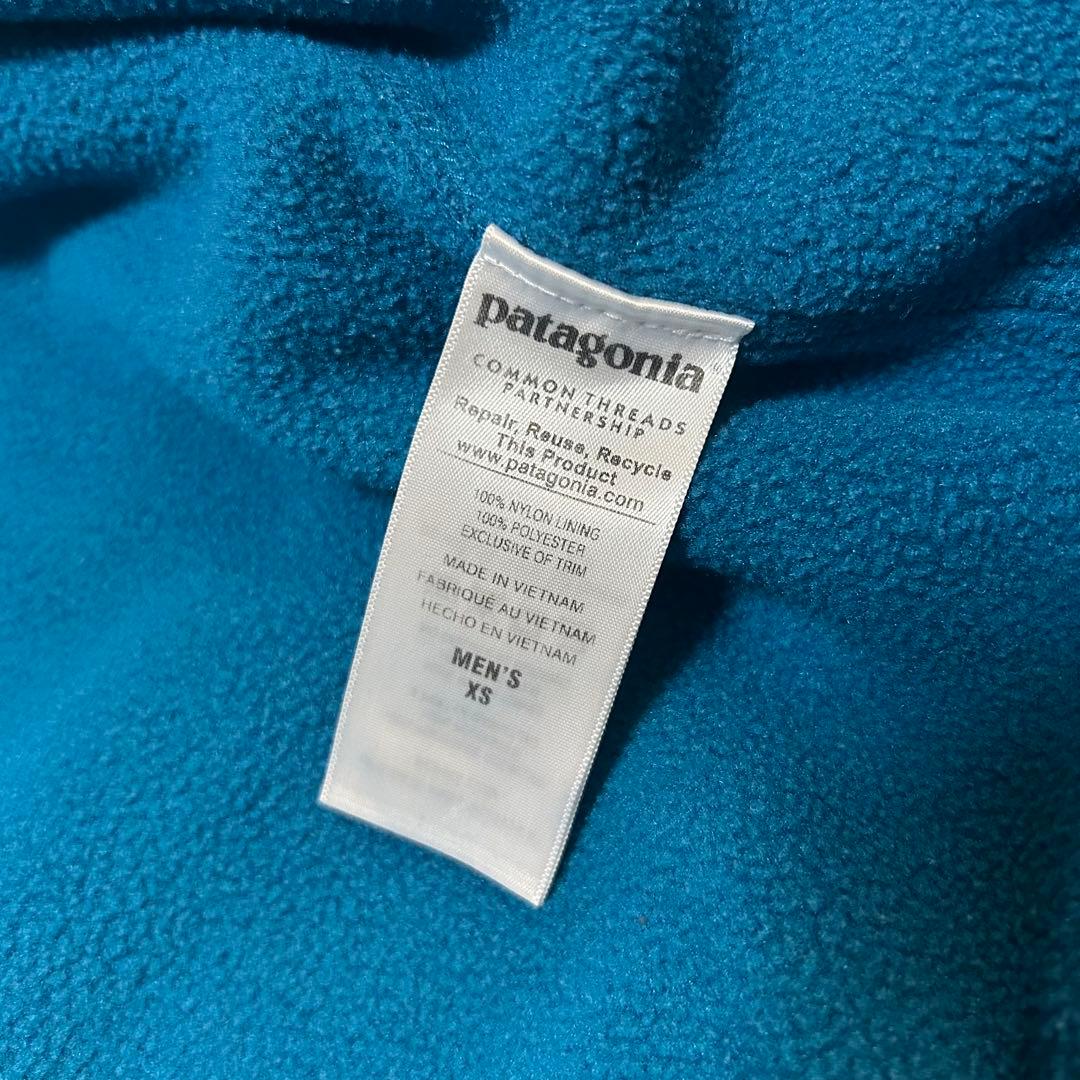 patagonia®
COMMON THREADS
PARTNERSHIP
Repair, Reuse, Recycle
This Product
www.patagonia.com
100% NYLON LINING
100% POLYESTER
EXCLUSIVE OF TRIM
MADE IN VIETNAM
FABRIQUÉ AU VIETNAM
HECHO EN VIETNAM
MEN'S
XS